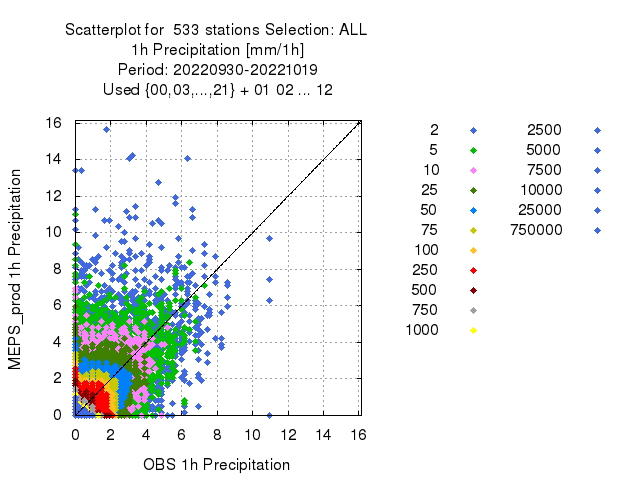 Scatterplot for 533 stations Selection: ALL
1h Precipitation [mm/1h]
Period: 20220930-20221019
Used {00,03,...,21} + 01 02 ... 12
16
14
12
10
8
6
4
2
0
MEPS_prod 1h Precipitation
0 2 4 6 8 10 12 14 16
OBS 1h Precipitation
2 2500
5 5000
10 7500
25 10000
50 25000
75 750000
100
250
500
750
1000